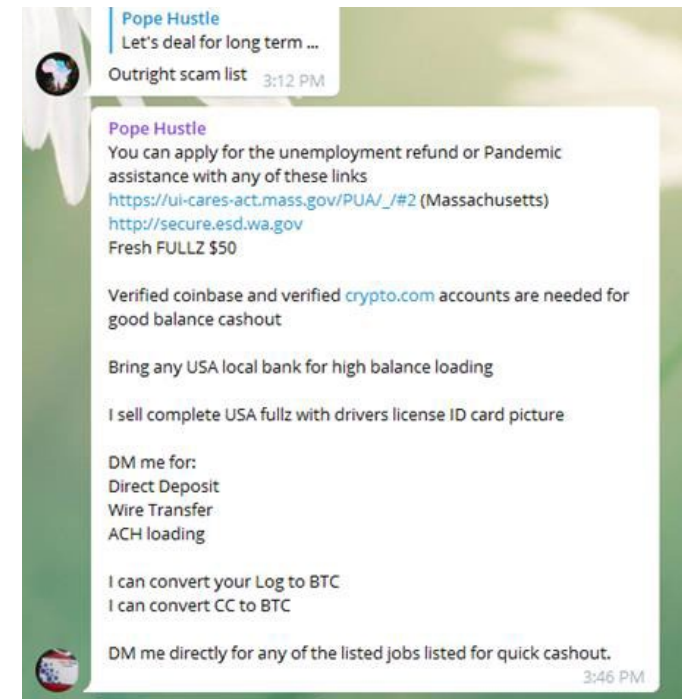 Pope Hustle
Let's deal for long term ...
Outright scam list 3:12 PM
Pope Hustle
You can apply for the unemployment refund or Pandemic
assistance with any of these links
https://ui-cares-act.mass.gov/PUA/_/#2 (Massachusetts)
http://secure.esd.wa.gov
Fresh FULLZ $50
Verified coinbase and verified crypto.com accounts are needed for
good balance cashout
Bring any USA local bank for high balance loading
I sell complete USA fullz with drivers license ID card picture
DM me for:
Direct Deposit
Wire Transfer
ACH loading
I can convert your Log to BTC
I can convert CC to BTC
DM me directly for any of the listed jobs listed for quick cashout.
3:46 PM